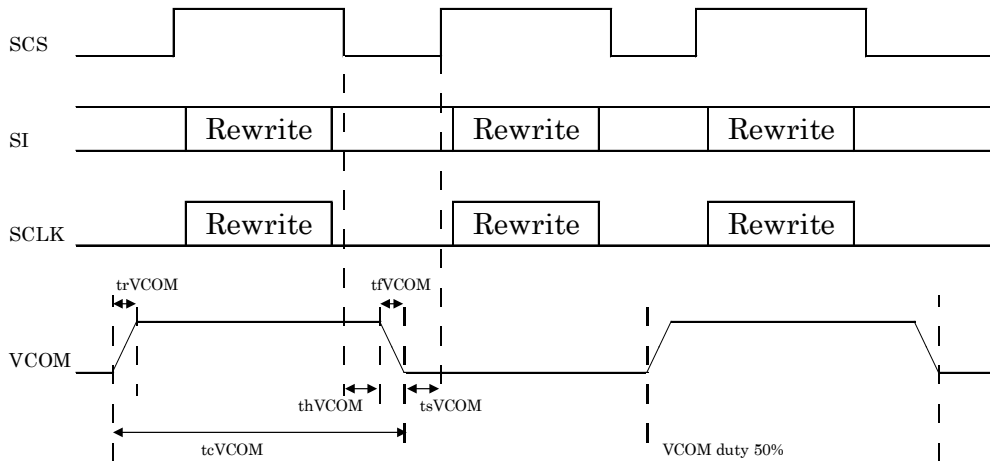 SCS
SI
Rewrite Rewrite Rewrite
SCLK
Rewrite Rewrite Rewrite
trVCOM tfVCOM
VCOM
thVCOM tsVCOM
tcVCOM VCOM duty 50%